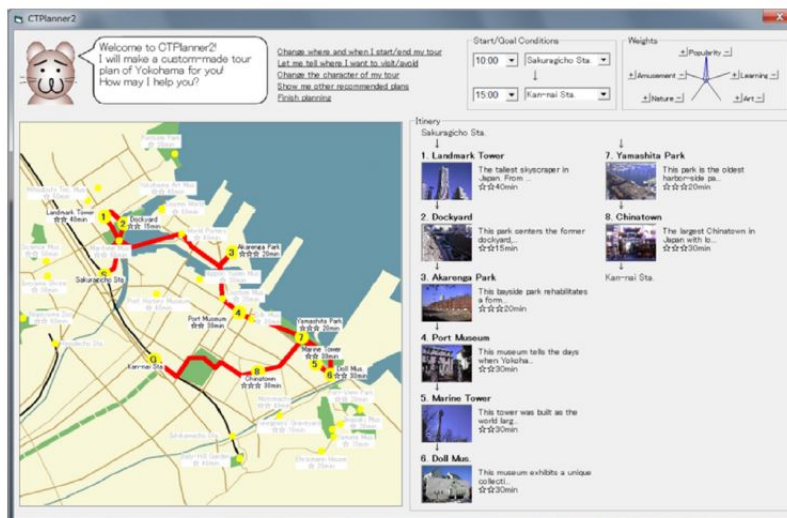 CTPlanner2
Welcome to CTPlanner2!
I will make a custom-made tour
plan of Yokohama for you!
How may I help you?
Change where and when I start/end my tour
Let me tell where I want to visit/avoid
Change the character of my tour
Show me other recommended plans
Finish planning
Start/Goal Conditions
10:00 Sakuragicho Sta.
↓
15:00 Kan-nai Sta.
Weights
+ Popularity -
+ Amusement -
+ Learning -
+ Nature -
+ Art -
Landmark Tower
☆☆ 40min
1
2
Dockyard
☆☆ 15min
3
Akarenga Park
☆☆☆ 20min
S
Sakuragicho Sta.
4
Port Museum
☆☆ 30min
Yamashita Park
☆☆☆ 20min
7
Marine Tower
☆☆ 30min
5
6
Doll Mus.
☆☆ 30min
G
Kan-nai Sta.
8
Chinatown
☆☆☆ 30min
Itinery
Sakuragicho Sta.
↓
1. Landmark Tower
The tallest skyscraper in
Japan. From ...
☆☆40min
↓
2. Dockyard
This park centers the former
dockyard,...
☆☆15min
↓
3. Akarenga Park
This bayside park rehabilitates
a form...
☆☆☆20min
↓
4. Port Museum
This museum tells the days
when Yokoha...
☆☆30min
↓
5. Marine Tower
This tower was built as the
world larg...
☆☆30min
↓
6. Doll Mus.
This museum exhibits a unique
collecti...
☆☆30min
↓
7. Yamashita Park
This park is the oldest
harbor-side pa...
☆☆☆20min
↓
8. Chinatown
The largest Chinatown in
Japan with lo...
☆☆☆30min
↓
Kan-nai Sta.